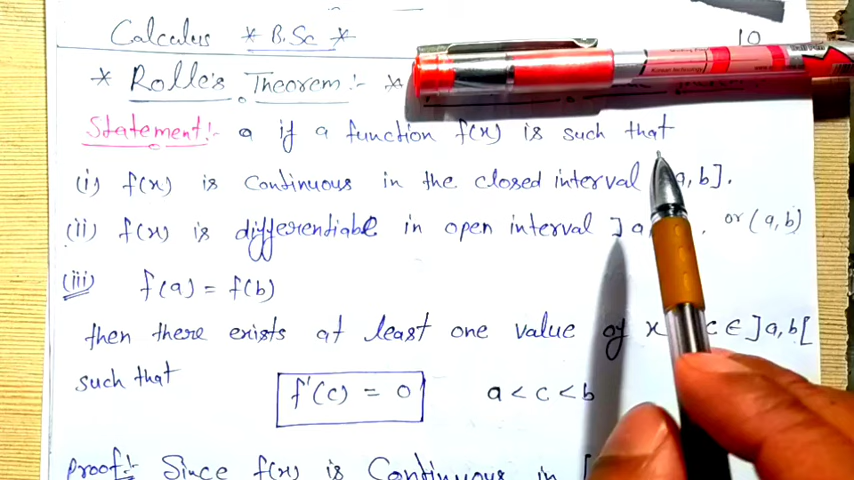 Calculus * B.Sc * 10
* Rolle's Theorem :- *
Statement :- a if a function f(x) is such that
(i) f(x) is continuous in the closed interval a, b].
(ii) f(x) is differentiable in open interval ] a . or (a, b)
(iii) f(a) = f(b)
then there exists at least one value of x c ∈ ]a, b[
such that
f'(c) = 0 a < c < b
Proof :- Since f(x) is Continuous in [